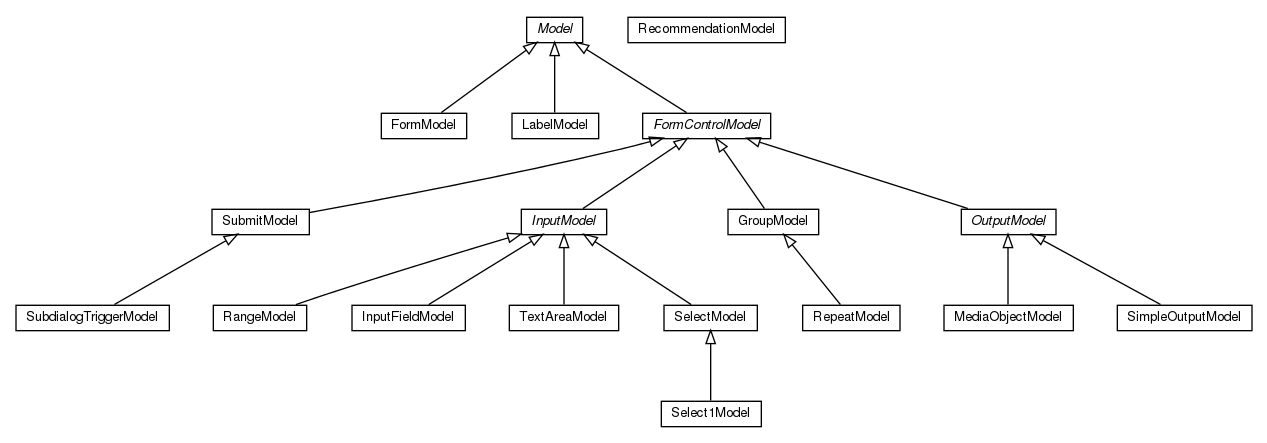 Model
RecommendationModel
FormModel
LabelModel
FormControlModel
SubmitModel
InputModel
GroupModel
OutputModel
SubdialogTriggerModel
RangeModel
InputFieldModel
TextAreaModel
SelectModel
RepeatModel
MediaObjectModel
SimpleOutputModel
Select1Model